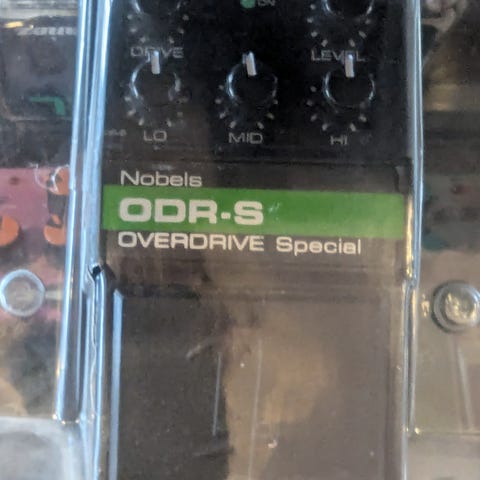 ON
DRIVE LEVEL
LO MID HI
Nobels
ODR-S
OVERDRIVE Special